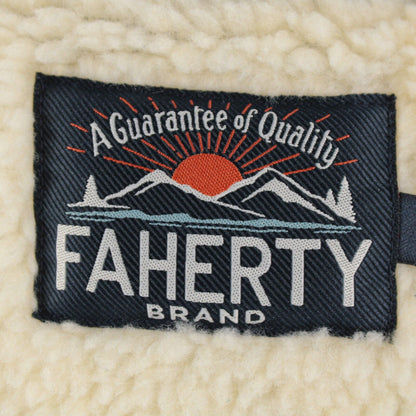 A Guarantee of Quality
FAHERTY
BRAND